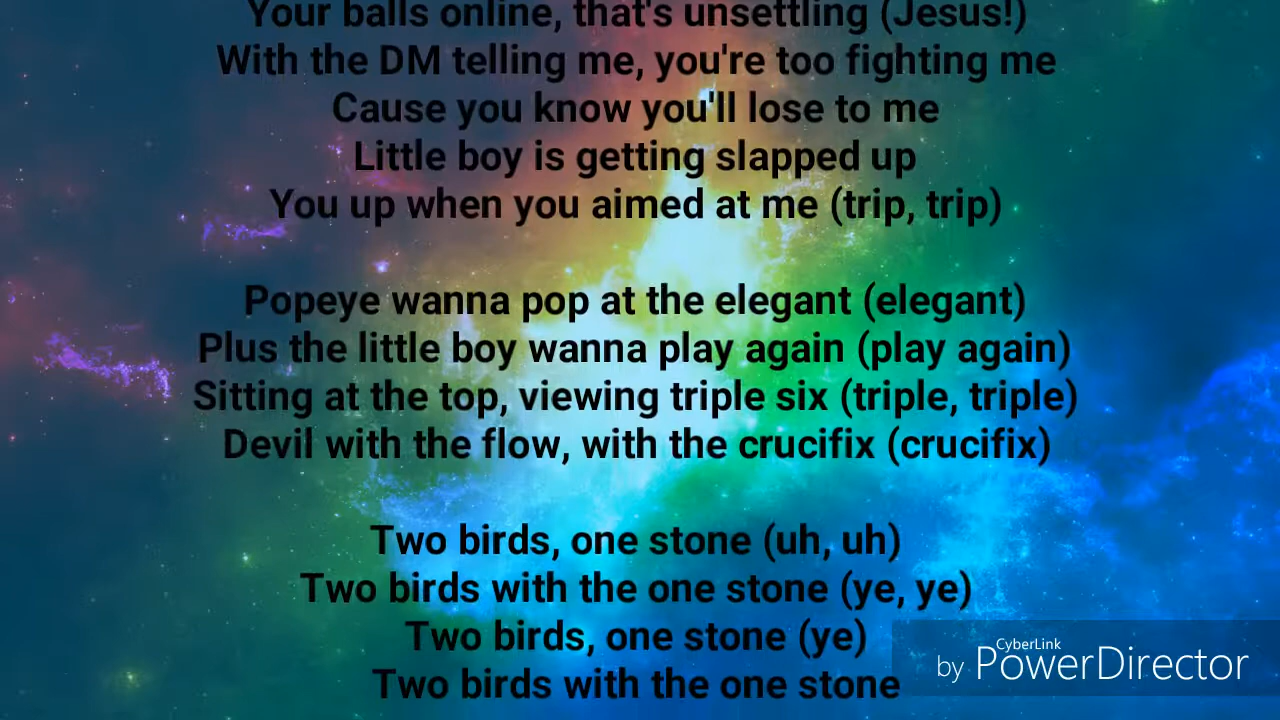 Your balls online, that's unsettling (Jesus!)
With the DM telling me, you're too fighting me
Cause you know you'll lose to me
Little boy is getting slapped up
You up when you aimed at me (trip, trip)
Popeye wanna pop at the elegant (elegant)
Plus the little boy wanna play again (play again)
Sitting at the top, viewing triple six (triple, triple)
Devil with the flow, with the crucifix (crucifix)
Two birds, one stone (uh, uh)
Two birds with the one stone (ye, ye)
Two birds, one stone (ye)
Two birds with the one stone
by CyberLink PowerDirector